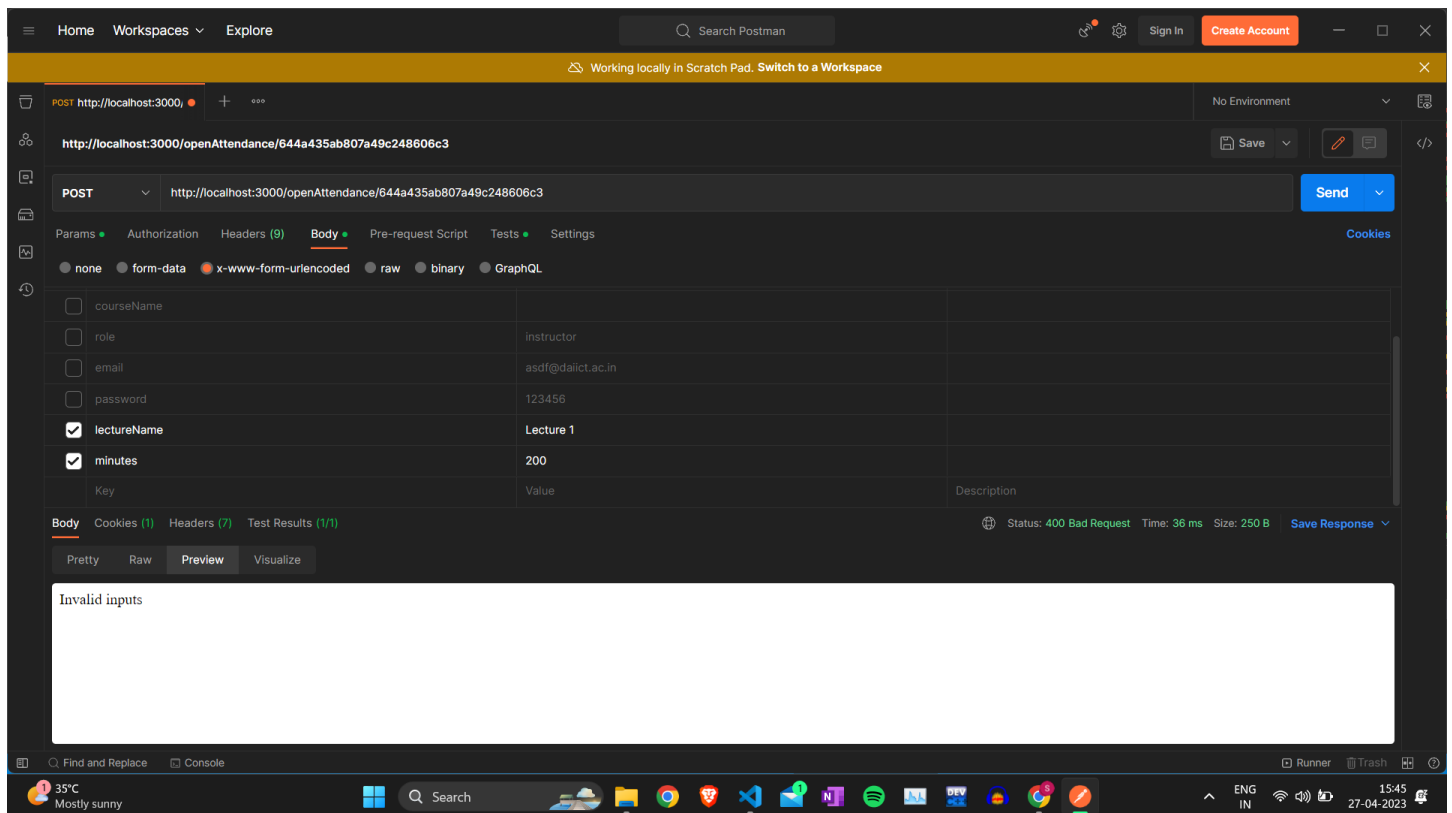 Home Workspaces Explore Search Postman Sign In Create Account
Working locally in Scratch Pad. Switch to a Workspace
POST http://localhost:3000/ No Environment
http://localhost:3000/openAttendance/644a435ab807a49c248606c3 Save
POST http://localhost:3000/openAttendance/644a435ab807a49c248606c3 Send
Params Authorization Headers (9) Body Pre-request Script Tests Settings Cookies
none form-data x-www-form-urlencoded raw binary GraphQL
courseName
role instructor
email asdf@daiict.ac.in
password 123456
lectureName Lecture 1
minutes 200
Key Value Description
Body Cookies (1) Headers (7) Test Results (1/1) Status: 400 Bad Request Time: 36 ms Size: 250 B Save Response
Pretty Raw Preview Visualize
Invalid inputs
Find and Replace Console Runner Trash
1 35°C Search DEV 1 N S ENG 15:45
Mostly sunny IN 27-04-2023